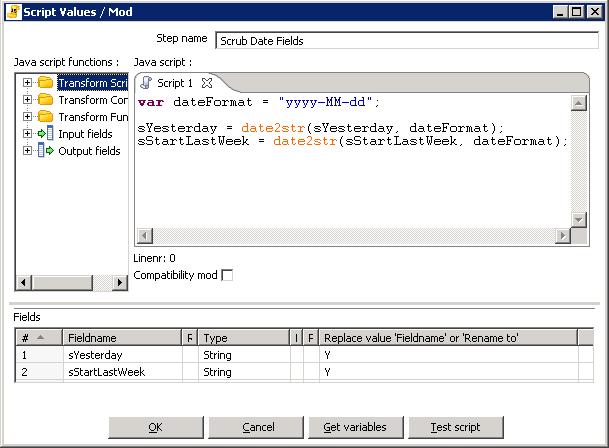 Script Values / Mod
Step name Scrub Date Fields
Java script functions : Java script :
Transform Scri
Transform Con
Transform Fun
Input fields
Output fields
Script 1
var dateFormat = "yyyy-MM-dd";
sYesterday = date2str(sYesterday, dateFormat);
sStartLastWeek = date2str(sStartLastWeek, dateFormat);
Linenr: 0
Compatibility mod
Fields
# Fieldname F Type l F Replace value 'Fieldname' or 'Rename to'
1 sYesterday String Y
2 sStartLastWeek String Y
OK Cancel Get variables Test script